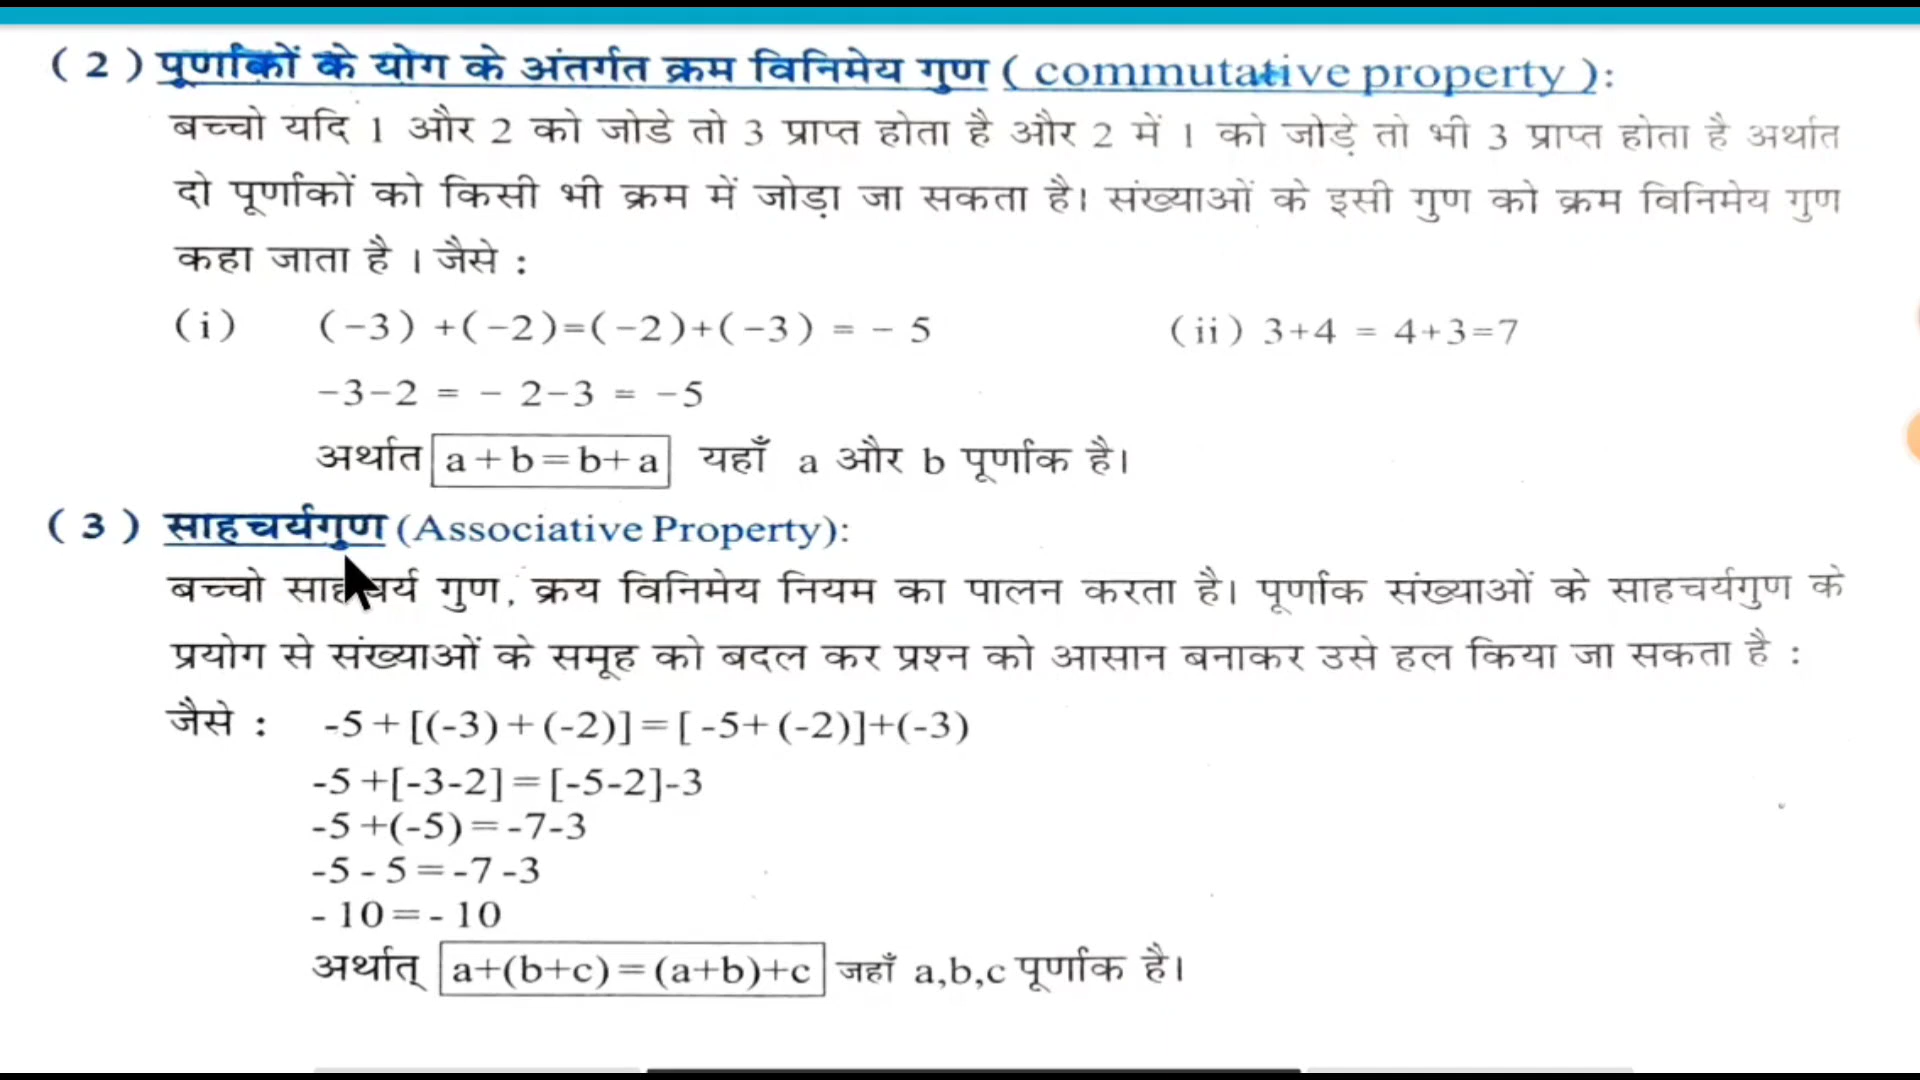 ( 2 ) पूर्णांकों के योग के अंतर्गत क्रम विनिमेय गुण ( commutative property ):
बच्चो यदि 1 और 2 को जोडे तो 3 प्राप्त होता है और 2 में 1 को जोड़े तो भी 3 प्राप्त होता है अर्थात
दो पूर्णांकों को किसी भी क्रम में जोड़ा जा सकता है। संख्याओं के इसी गुण को क्रम विनिमेय गुण
कहा जाता है । जैसे :
(i) (-3) +(-2)=(-2)+(-3) = - 5 (ii) 3+4 = 4+3=7
-3-2 = - 2-3 = -5
अर्थात a+b=b+a यहाँ a और b पूर्णांक है।
( 3 ) साहचर्यगुण (Associative Property):
बच्चो साहचर्य गुण, क्रय विनिमेय नियम का पालन करता है। पूर्णांक संख्याओं के साहचर्यगुण के
प्रयोग से संख्याओं के समूह को बदल कर प्रश्न को आसान बनाकर उसे हल किया जा सकता है :
जैसे : -5+[(-3)+(-2)]=[-5+(-2)]+(-3)
-5+[-3-2]=[-5-2]-3
-5+(-5)=-7-3
-5-5=-7-3
-10=-10
अर्थात् a+(b+c)=(a+b)+c जहाँ a,b,c पूर्णांक है।